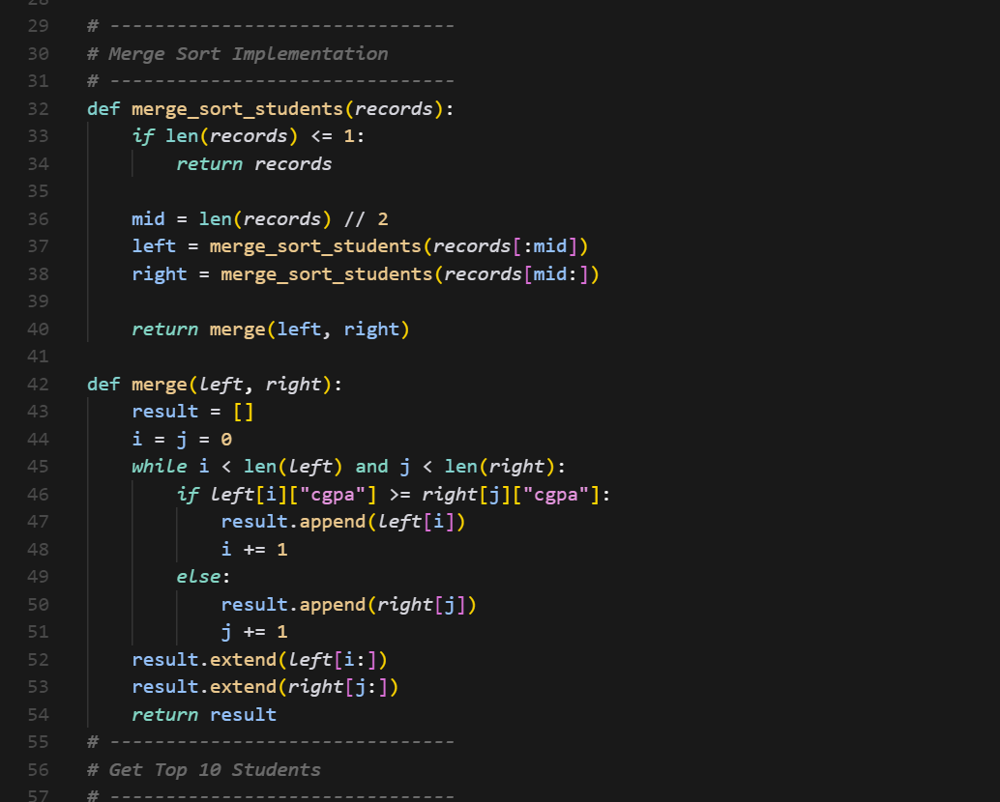 28
29 # -------------------------------
30 # Merge Sort Implementation
31 # -------------------------------
32 def merge_sort_students(records):
33     if len(records) <= 1:
34         return records
35
36     mid = len(records) // 2
37     left = merge_sort_students(records[:mid])
38     right = merge_sort_students(records[mid:])
39
40     return merge(left, right)
41
42 def merge(left, right):
43     result = []
44     i = j = 0
45     while i < len(left) and j < len(right):
46         if left[i]["cgpa"] >= right[j]["cgpa"]:
47             result.append(left[i])
48             i += 1
49         else:
50             result.append(right[j])
51             j += 1
52     result.extend(left[i:])
53     result.extend(right[j:])
54     return result
55 # -------------------------------
56 # Get Top 10 Students
57 # -------------------------------